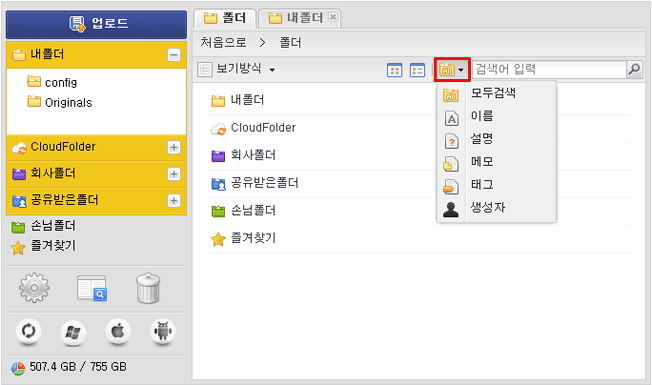 업로드
내폴더
config
Originals
CloudFolder
회사폴더
공유받은폴더
손님폴더
즐겨찾기
507.4 GB / 755 GB
폴더
내폴더
처음으로 > 폴더
보기방식
All
검색어 입력
내폴더
CloudFolder
회사폴더
공유받은폴더
손님폴더
즐겨찾기
All 모두검색
A 이름
? 설명
메모
태그
생성자